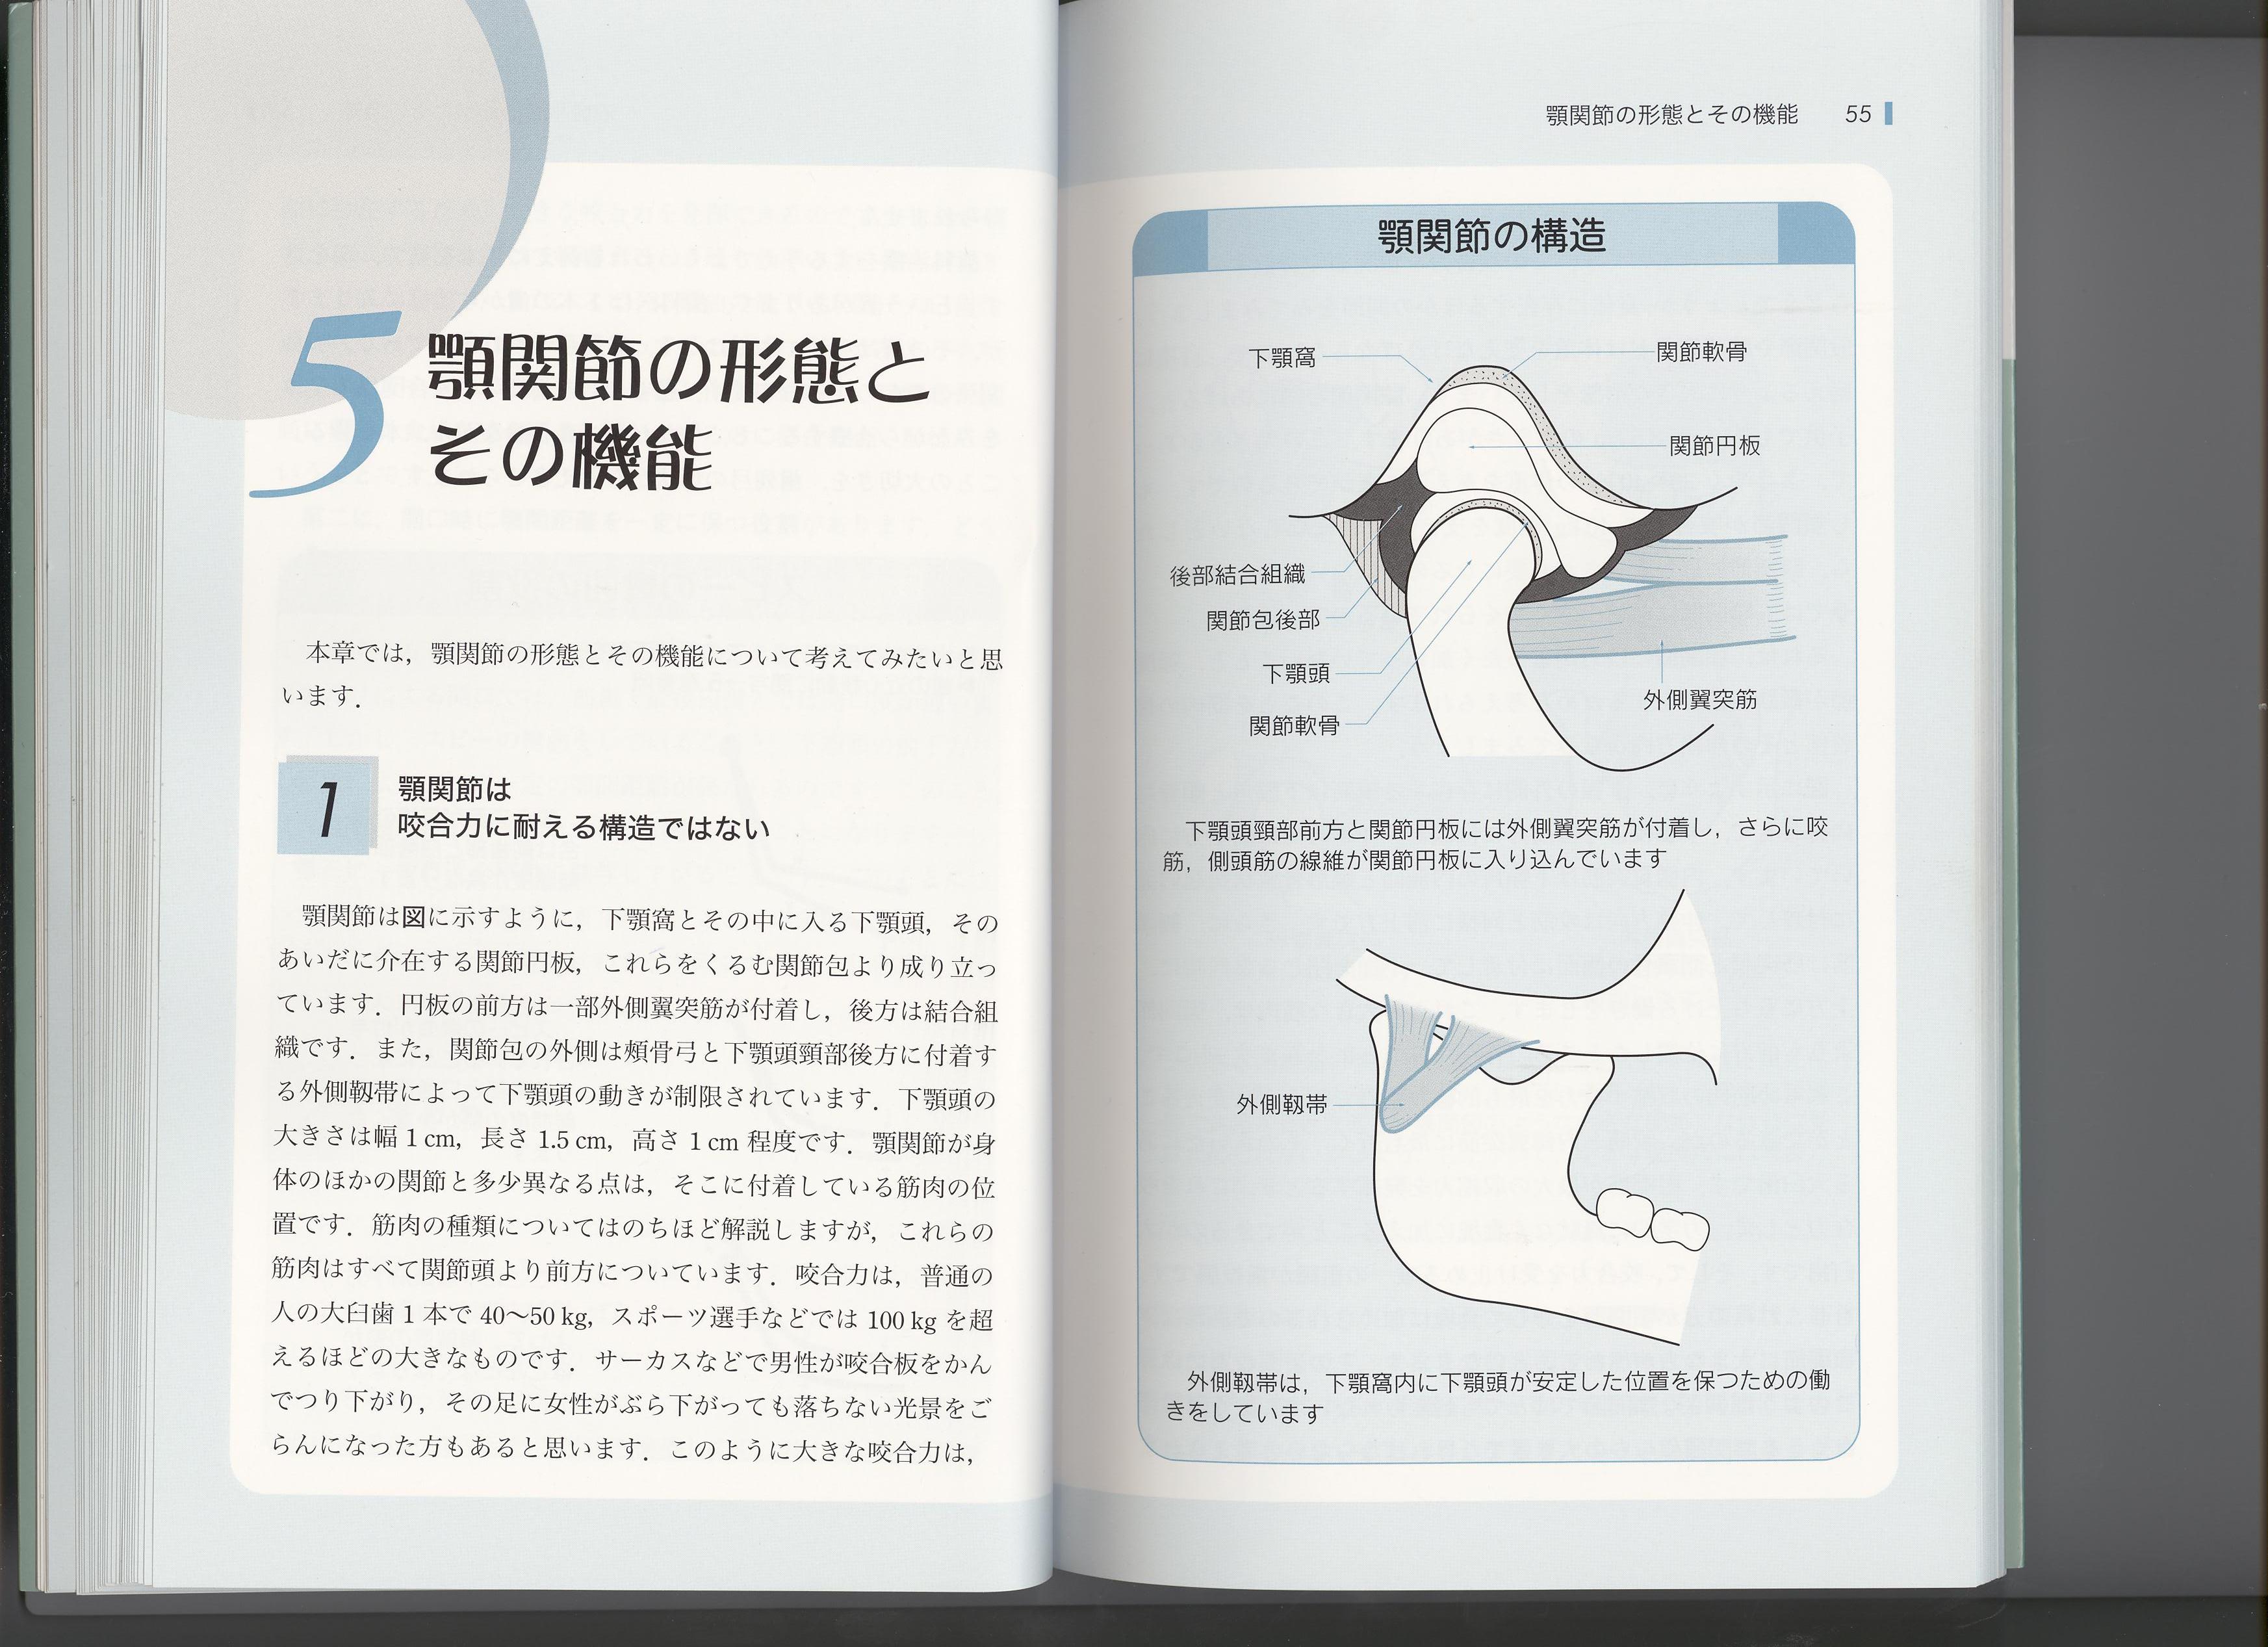 5
顎関節の形態と
その機能
本章では，顎関節の形態とその機能について考えてみたいと思
います．
1
顎関節は
咬合力に耐える構造ではない
顎関節は図に示すように，下顎窩とその中に入る下顎頭，その
あいだに介在する関節円板，これらをくるむ関節包より成り立っ
ています．円板の前方は一部外側翼突筋が付着し，後方は結合組
織です．また，関節包の外側は頰骨弓と下顎頭頸部後方に付着す
る外側靱帯によって下顎頭の動きが制限されています．下顎頭の
大きさは幅 1 cm，長さ 1.5 cm，高さ 1 cm 程度です．顎関節が身
体のほかの関節と多少異なる点は，そこに付着している筋肉の位
置です．筋肉の種類についてはのちほど解説しますが，これらの
筋肉はすべて関節頭より前方についています．咬合力は，普通の
人の大臼歯 1 本で 40〜50 kg，スポーツ選手などでは 100 kg を超
えるほどの大きなものです．サーカスなどで男性が咬合板をかん
でつり下がり，その足に女性がぶら下がっても落ちない光景をご
らんになった方もあると思います．このように大きな咬合力は，
顎関節の形態とその機能 55
顎関節の構造
下顎窩
関節軟骨
関節円板
後部結合組織
関節包後部
下顎頭
関節軟骨
外側翼突筋
下顎頭頸部前方と関節円板には外側翼突筋が付着し，さらに咬
筋，側頭筋の線維が関節円板に入り込んでいます
外側靱帯
外側靱帯は，下顎窩内に下顎頭が安定した位置を保つための働
きをしています